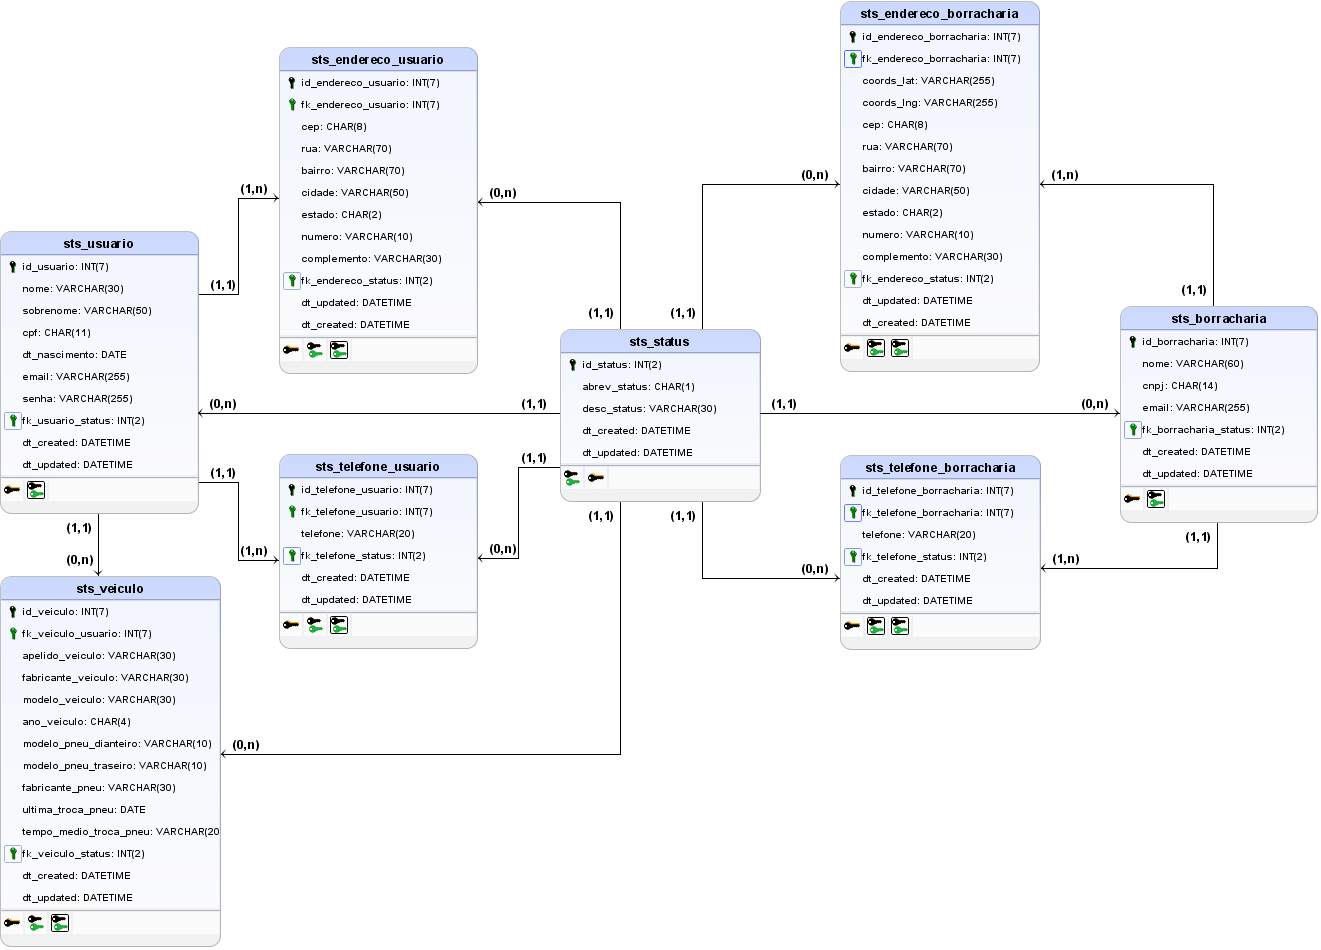 sts_endereco_borracharia
id_endereco_borracharia: INT(7)
fk_endereco_borracharia: INT(7)
coords_lat: VARCHAR(255)
coords_lng: VARCHAR(255)
cep: CHAR(8)
rua: VARCHAR(70)
bairro: VARCHAR(70)
cidade: VARCHAR(50)
estado: CHAR(2)
numero: VARCHAR(10)
complemento: VARCHAR(30)
fk_endereco_status: INT(2)
dt_updated: DATETIME
dt_created: DATETIME
sts_endereco_usuario
id_endereco_usuario: INT(7)
fk_endereco_usuario: INT(7)
cep: CHAR(8)
rua: VARCHAR(70)
bairro: VARCHAR(70)
cidade: VARCHAR(50)
estado: CHAR(2)
numero: VARCHAR(10)
complemento: VARCHAR(30)
fk_endereco_status: INT(2)
dt_updated: DATETIME
dt_created: DATETIME
(1,n)
(0,n)
(0,n)
(1,n)
sts_usuario
id_usuario: INT(7)
nome: VARCHAR(30)
sobrenome: VARCHAR(50)
cpf: CHAR(11)
dt_nascimento: DATE
email: VARCHAR(255)
senha: VARCHAR(255)
fk_usuario_status: INT(2)
dt_created: DATETIME
dt_updated: DATETIME
(1,1)
(1,1)
(1,1)
(1,1)
sts_status
id_status: INT(2)
abrev_status: CHAR(1)
desc_status: VARCHAR(30)
dt_created: DATETIME
dt_updated: DATETIME
sts_borracharia
id_borracharia: INT(7)
nome: VARCHAR(60)
cnpj: CHAR(14)
email: VARCHAR(255)
fk_borracharia_status: INT(2)
dt_created: DATETIME
dt_updated: DATETIME
(0,n)
(1,1)
(1,1)
(0,n)
(1,1)
(1,1)
sts_telefone_usuario
id_telefone_usuario: INT(7)
fk_telefone_usuario: INT(7)
telefone: VARCHAR(20)
fk_telefone_status: INT(2)
dt_created: DATETIME
dt_updated: DATETIME
sts_telefone_borracharia
id_telefone_borracharia: INT(7)
fk_telefone_borracharia: INT(7)
telefone: VARCHAR(20)
fk_telefone_status: INT(2)
dt_created: DATETIME
dt_updated: DATETIME
(1,1)
(1,1)
(1,1)
(1,1)
(1,n)
(0,n)
(0,n)
(1,n)
(0,n)
sts_veiculo
id_veiculo: INT(7)
fk_veiculo_usuario: INT(7)
apelido_veiculo: VARCHAR(30)
fabricante_veiculo: VARCHAR(30)
modelo_veiculo: VARCHAR(30)
ano_veiculo: CHAR(4)
modelo_pneu_dianteiro: VARCHAR(10)
modelo_pneu_traseiro: VARCHAR(10)
fabricante_pneu: VARCHAR(30)
ultima_troca_pneu: DATE
tempo_medio_troca_pneu: VARCHAR(20
fk_veiculo_status: INT(2)
dt_created: DATETIME
dt_updated: DATETIME
(0,n)